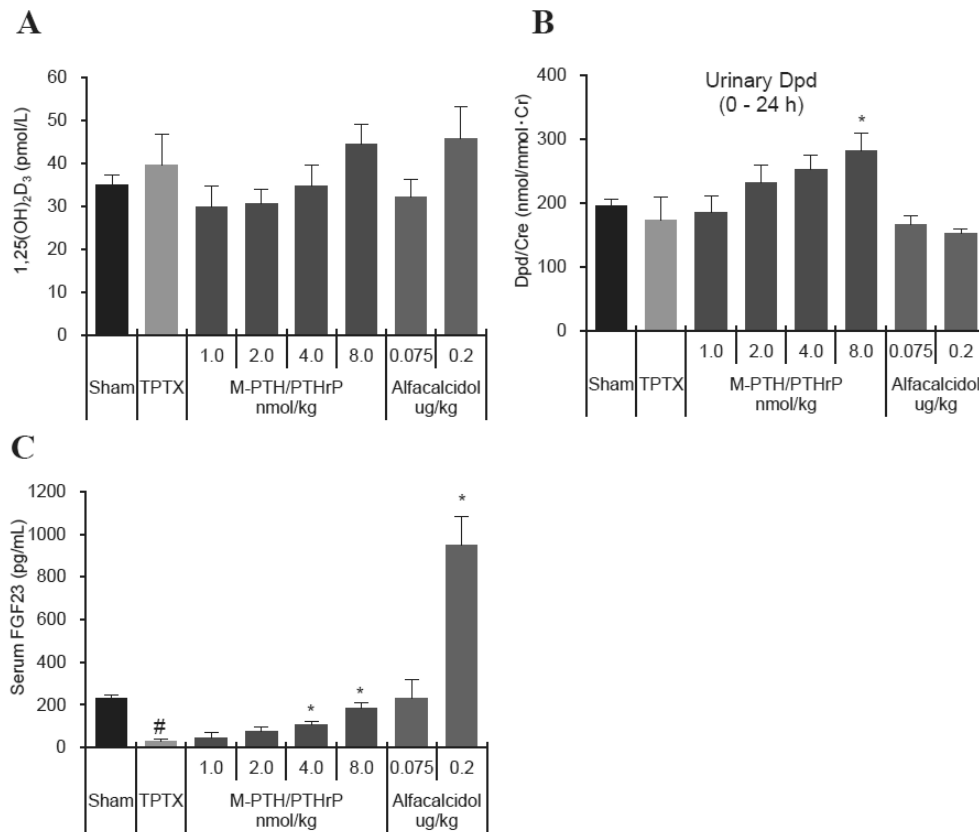 A
1,25(OH)₂D₃ (pmol/L)
60
50
40
30
20
10
0
1.0 2.0 4.0 8.0 0.075 0.2
Sham TPTX M-PTH/PTHrP Alfacalcidol
nmol/kg ug/kg
B
Urinary Dpd
(0 - 24 h)
Dpd/Cre (nmol/mmol·Cr)
400
300
200
100
0
*
1.0 2.0 4.0 8.0 0.075 0.2
Sham TPTX M-PTH/PTHrP Alfacalcidol
nmol/kg ug/kg
C
Serum FGF23 (pg/mL)
1200
1000
800
600
400
200
0
#
*
*
*
1.0 2.0 4.0 8.0 0.075 0.2
Sham TPTX M-PTH/PTHrP Alfacalcidol
nmol/kg ug/kg